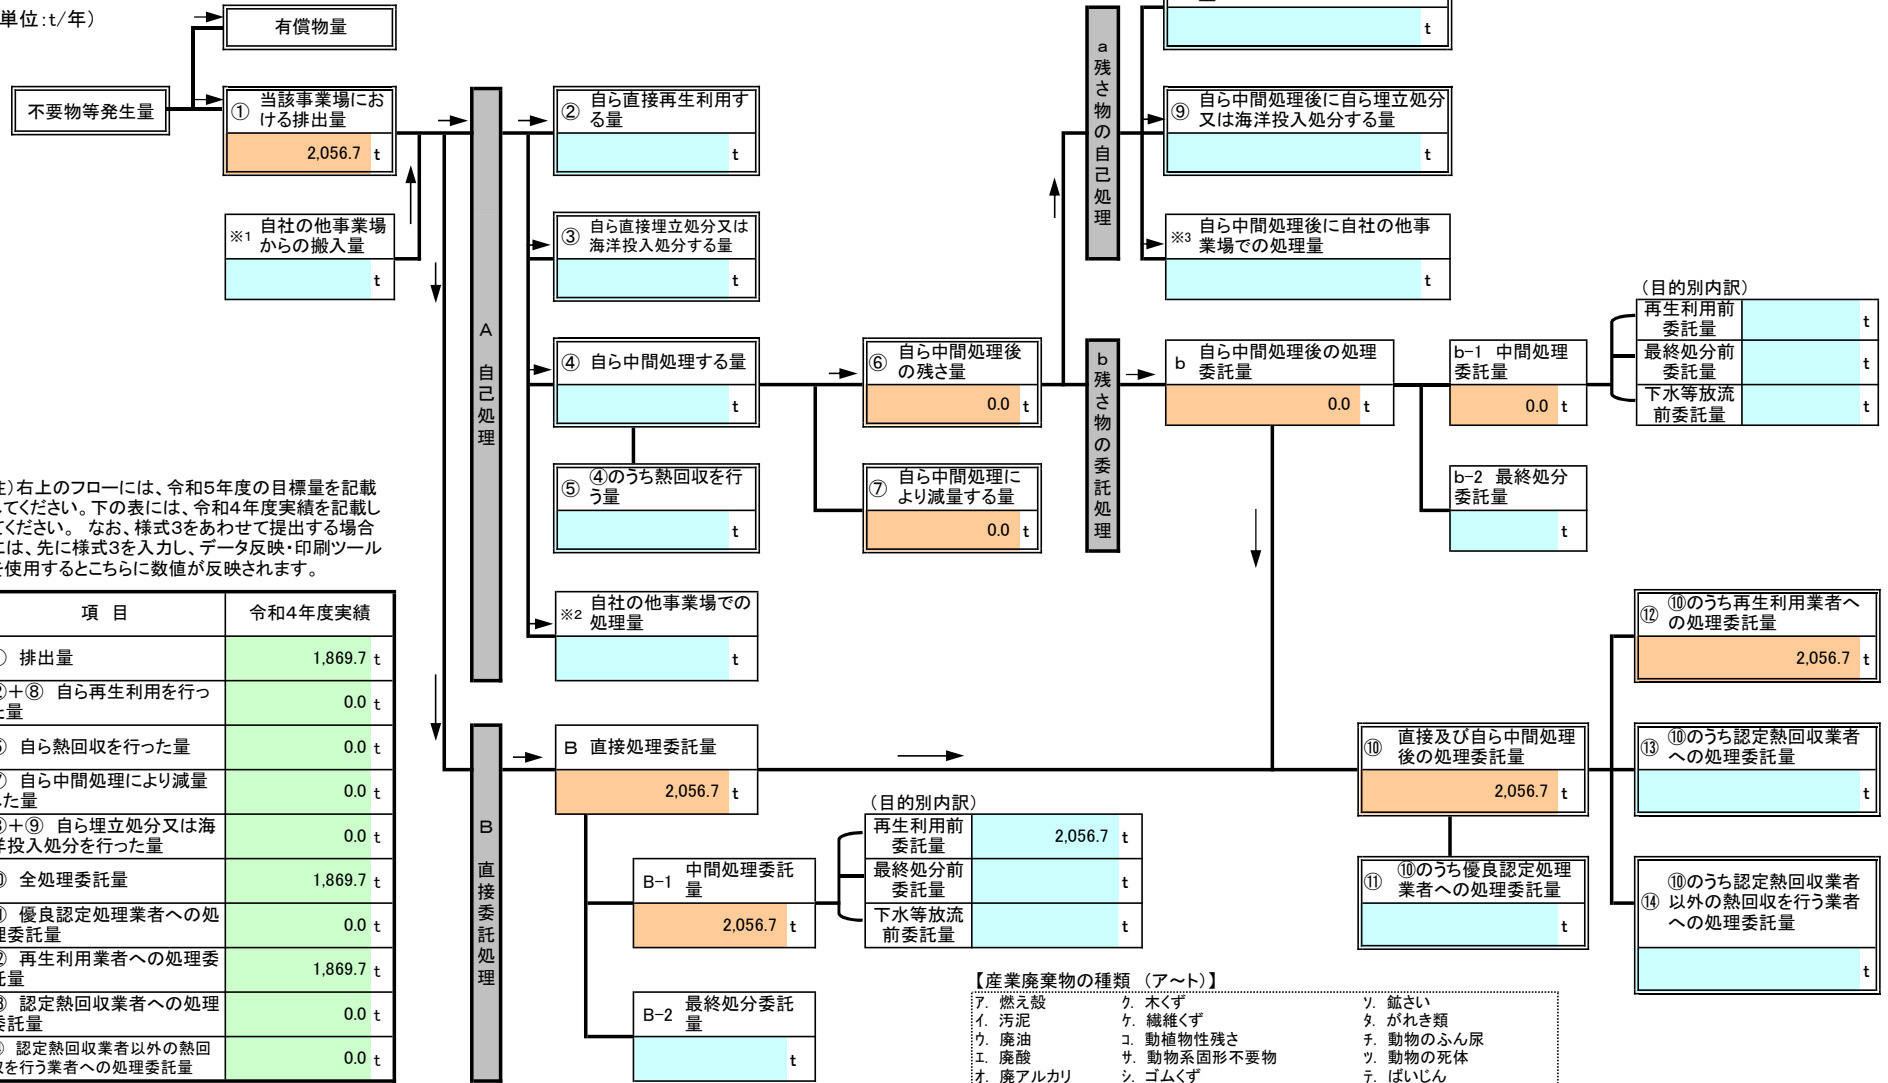 単位:t/年)
有償物量
不要物等発生量
① 当該事業場にお
ける排出量
2,056.7 t
※1 自社の他事業場
からの搬入量
t
A 自己処理
② 自ら直接再生利用す
る量
t
③ 自ら直接埋立処分又は
海洋投入処分する量
t
④ 自ら中間処理する量
t
⑤ ④のうち熱回収を行
う量
t
※2 自社の他事業場での
処理量
t
⑥ 自ら中間処理後
の残さ量
0.0 t
⑦ 自ら中間処理に
より減量する量
0.0 t
a 残さ物の自己処理
t
⑨ 自ら中間処理後に自ら埋立処分
又は海洋投入処分する量
t
※3 自ら中間処理後に自社の他事
業場での処理量
t
b 残さ物の委託処理
b 自ら中間処理後の処理
委託量
0.0 t
b-1 中間処理
委託量
0.0 t
b-2 最終処分
委託量
t
(目的別内訳)
再生利用前
委託量
t
最終処分前
委託量
t
下水等放流
前委託量
t
注)右上のフローには、令和5年度の目標量を記載
してください。下の表には、令和4年度実績を記載し
てください。 なお、様式3をあわせて提出する場合
には、先に様式3を入力し、データ反映・印刷ツール
を使用するとこちらに数値が反映されます。
項 目 令和4年度実績
排出量 1,869.7 t
②+⑧ 自ら再生利用を行っ
た量 0.0 t
⑤ 自ら熱回収を行った量 0.0 t
⑦ 自ら中間処理により減量
した量 0.0 t
③+⑨ 自ら埋立処分又は海
洋投入処分を行った量 0.0 t
⑩ 全処理委託量 1,869.7 t
⑪ 優良認定処理業者への処
理委託量 0.0 t
⑫ 再生利用業者への処理委
託量 1,869.7 t
⑬ 認定熱回収業者への処理
委託量 0.0 t
⑭ 認定熱回収業者以外の熱回
収を行う業者への処理委託量 0.0 t
B 直接委託処理
B 直接処理委託量
2,056.7 t
B-1 中間処理委託
量
2,056.7 t
B-2 最終処分委託
量
t
(目的別内訳)
再生利用前
委託量
2,056.7 t
最終処分前
委託量
t
下水等放流
前委託量
t
⑩ 直接及び自ら中間処理
後の処理委託量
2,056.7 t
⑪ ⑩のうち優良認定処理
業者への処理委託量
t
⑫ ⑩のうち再生利用業者へ
の処理委託量
2,056.7 t
⑬ ⑩のうち認定熱回収業者
への処理委託量
t
⑭ ⑩のうち認定熱回収業者
以外の熱回収を行う業者
への処理委託量
t
【産業廃棄物の種類 (ア~ト)】
ア. 燃え殻 ク. 木くず ソ. 鉱さい
イ. 汚泥 ケ. 繊維くず タ. がれき類
ウ. 廃油 コ. 動植物性残さ チ. 動物のふん尿
エ. 廃酸 サ. 動物系固形不要物 ツ. 動物の死体
オ. 廃アルカリ シ. ゴムくず テ. ばいじん